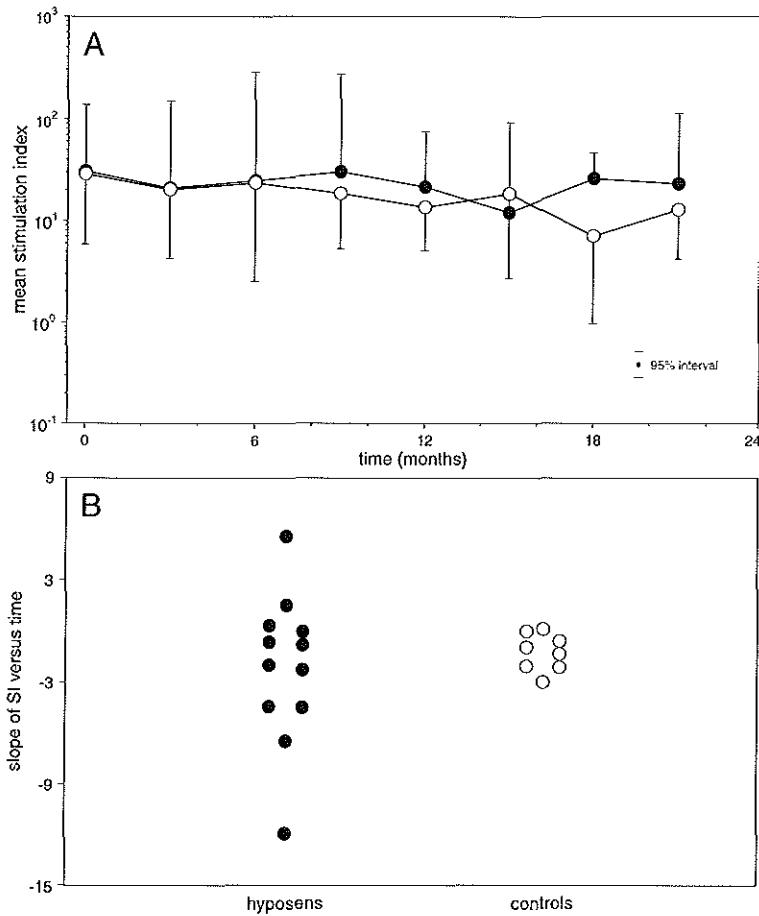 A
10³
10²
10¹
10⁰
10⁻¹
mean stimulation index
95% interval
0 6 12 18 24
time (months)
B
9
3
-3
-9
-15
slope of SI versus time
hyposens controls